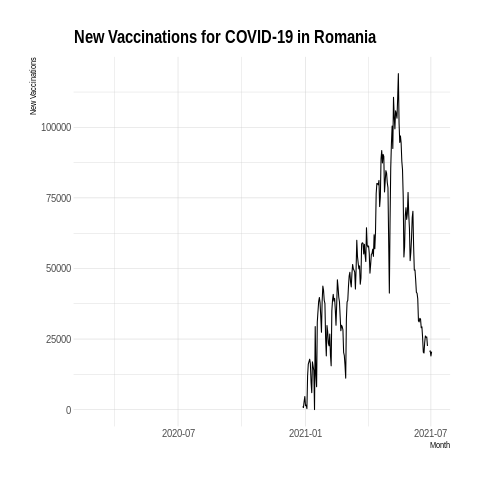 New Vaccinations for COVID-19 in Romania
New Vaccinations
100000
75000
50000
25000
0
2020-07
2021-01
2021-07
Month